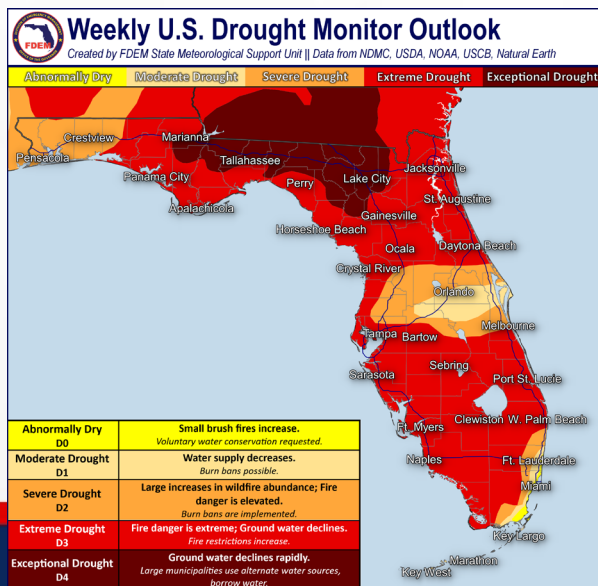 FDEM
Weekly U.S. Drought Monitor Outlook
Created by FDEM State Meteorological Support Unit || Data from NDMC, USDA, NOAA, USCB, Natural Earth
Abnormally Dry Moderate Drought Severe Drought Extreme Drought Exceptional Drought
Crestview
Marianna
Pensacola
Tallahassee
Jacksonville
Panama City
Perry
Lake City
Apalachicola
St. Augustine
Gainesville
Horseshoe Beach
Ocala
Daytona Beach
Crystal River
Orlando
Melbourne
Tampa
Bartow
Sebring
Sarasota
Port St. Lucie
Ft. Myers
Clewiston
W. Palm Beach
Naples
Ft. Lauderdale
Miami
Key Largo
Marathon
Key West
Abnormally Dry
D0
Small brush fires increase.
Voluntary water conservation requested.
Moderate Drought
D1
Water supply decreases.
Burn bans possible.
Severe Drought
D2
Large increases in wildfire abundance; Fire
danger is elevated.
Burn bans are implemented.
Extreme Drought
D3
Fire danger is extreme; Ground water declines.
Fire restrictions increase.
Exceptional Drought
D4
Ground water declines rapidly.
Large municipalities use alternate water sources,
borrow water.